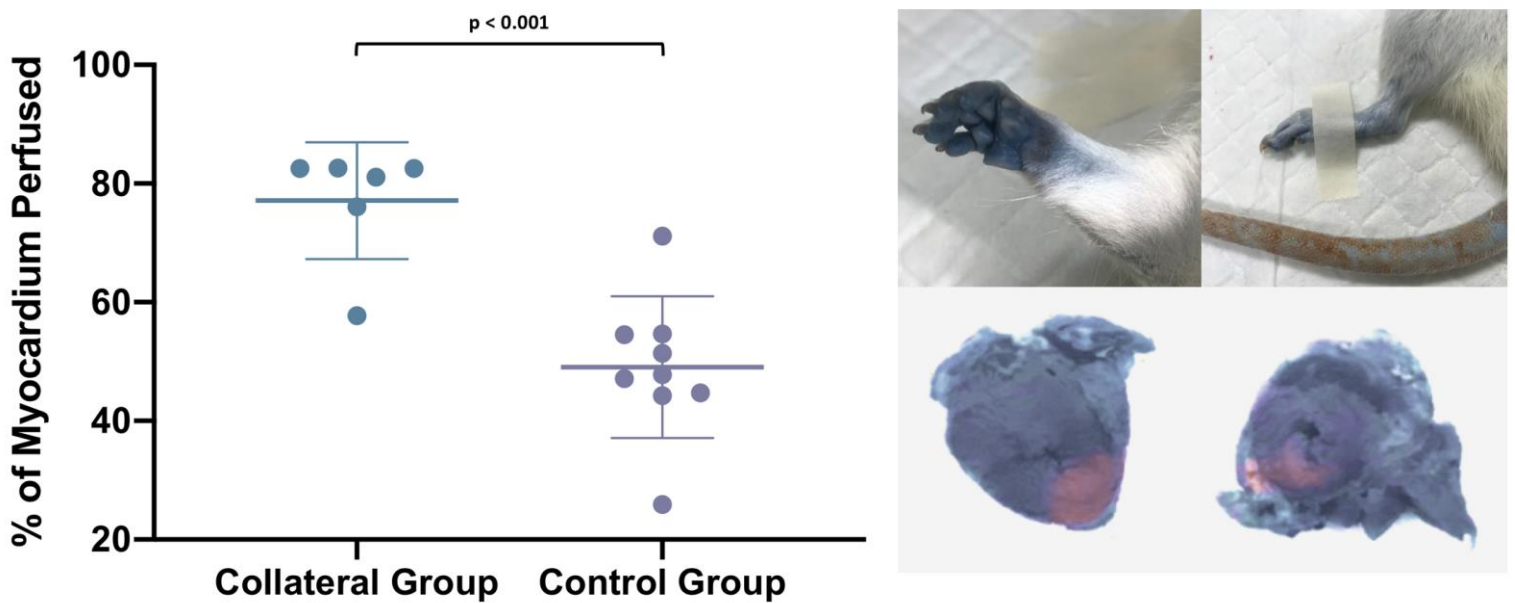 p < 0.001
% of Myocardium Perfused
100
80
60
40
20
Collateral Group
Control Group